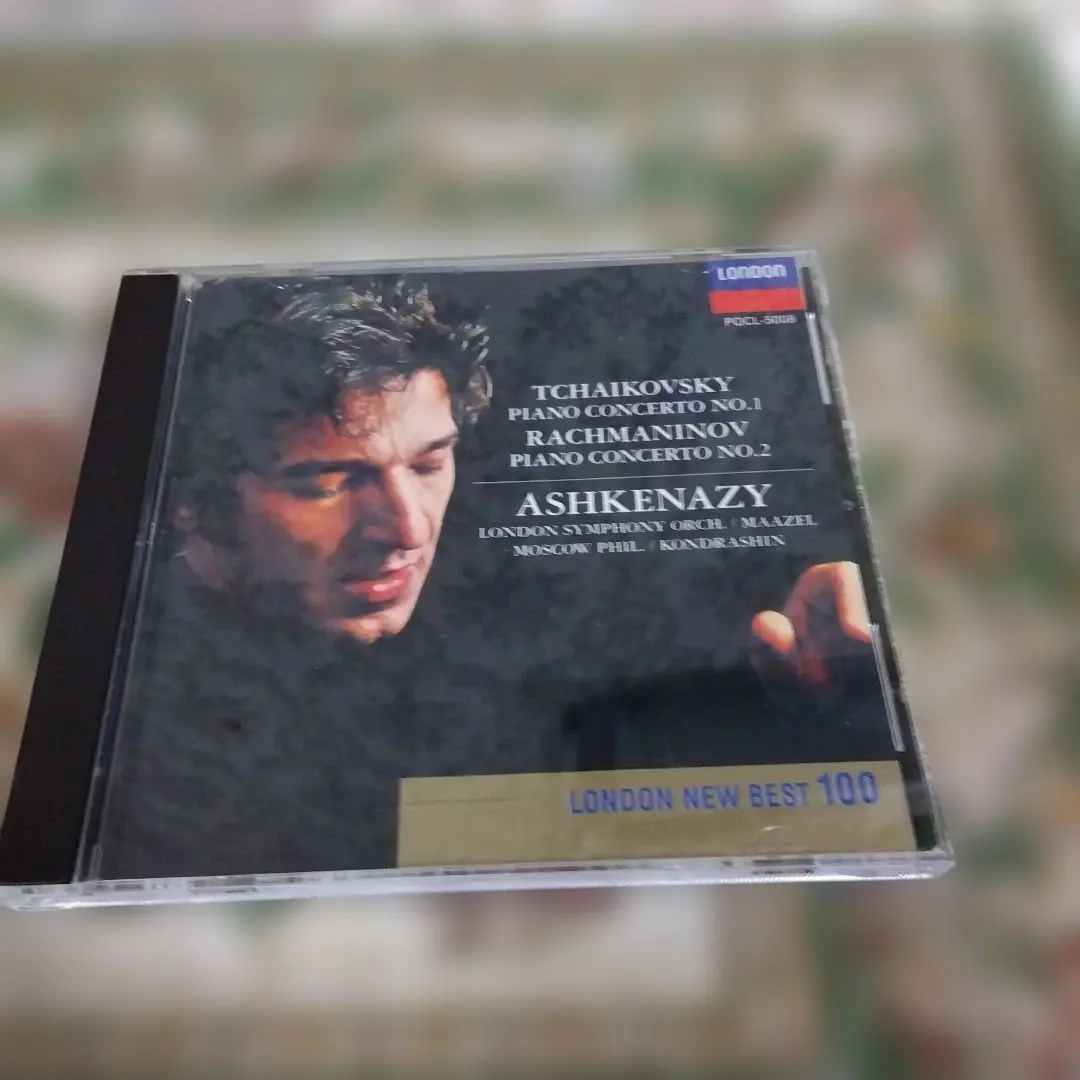 LONDON
POCL-5008
TCHAIKOVSKY
PIANO CONCERTO NO.1
RACHMANINOV
PIANO CONCERTO NO.2
ASHKENAZY
LONDON SYMPHONY ORCH. / MAAZEL
MOSCOW PHIL. / KONDRASHIN
LONDON NEW BEST 100